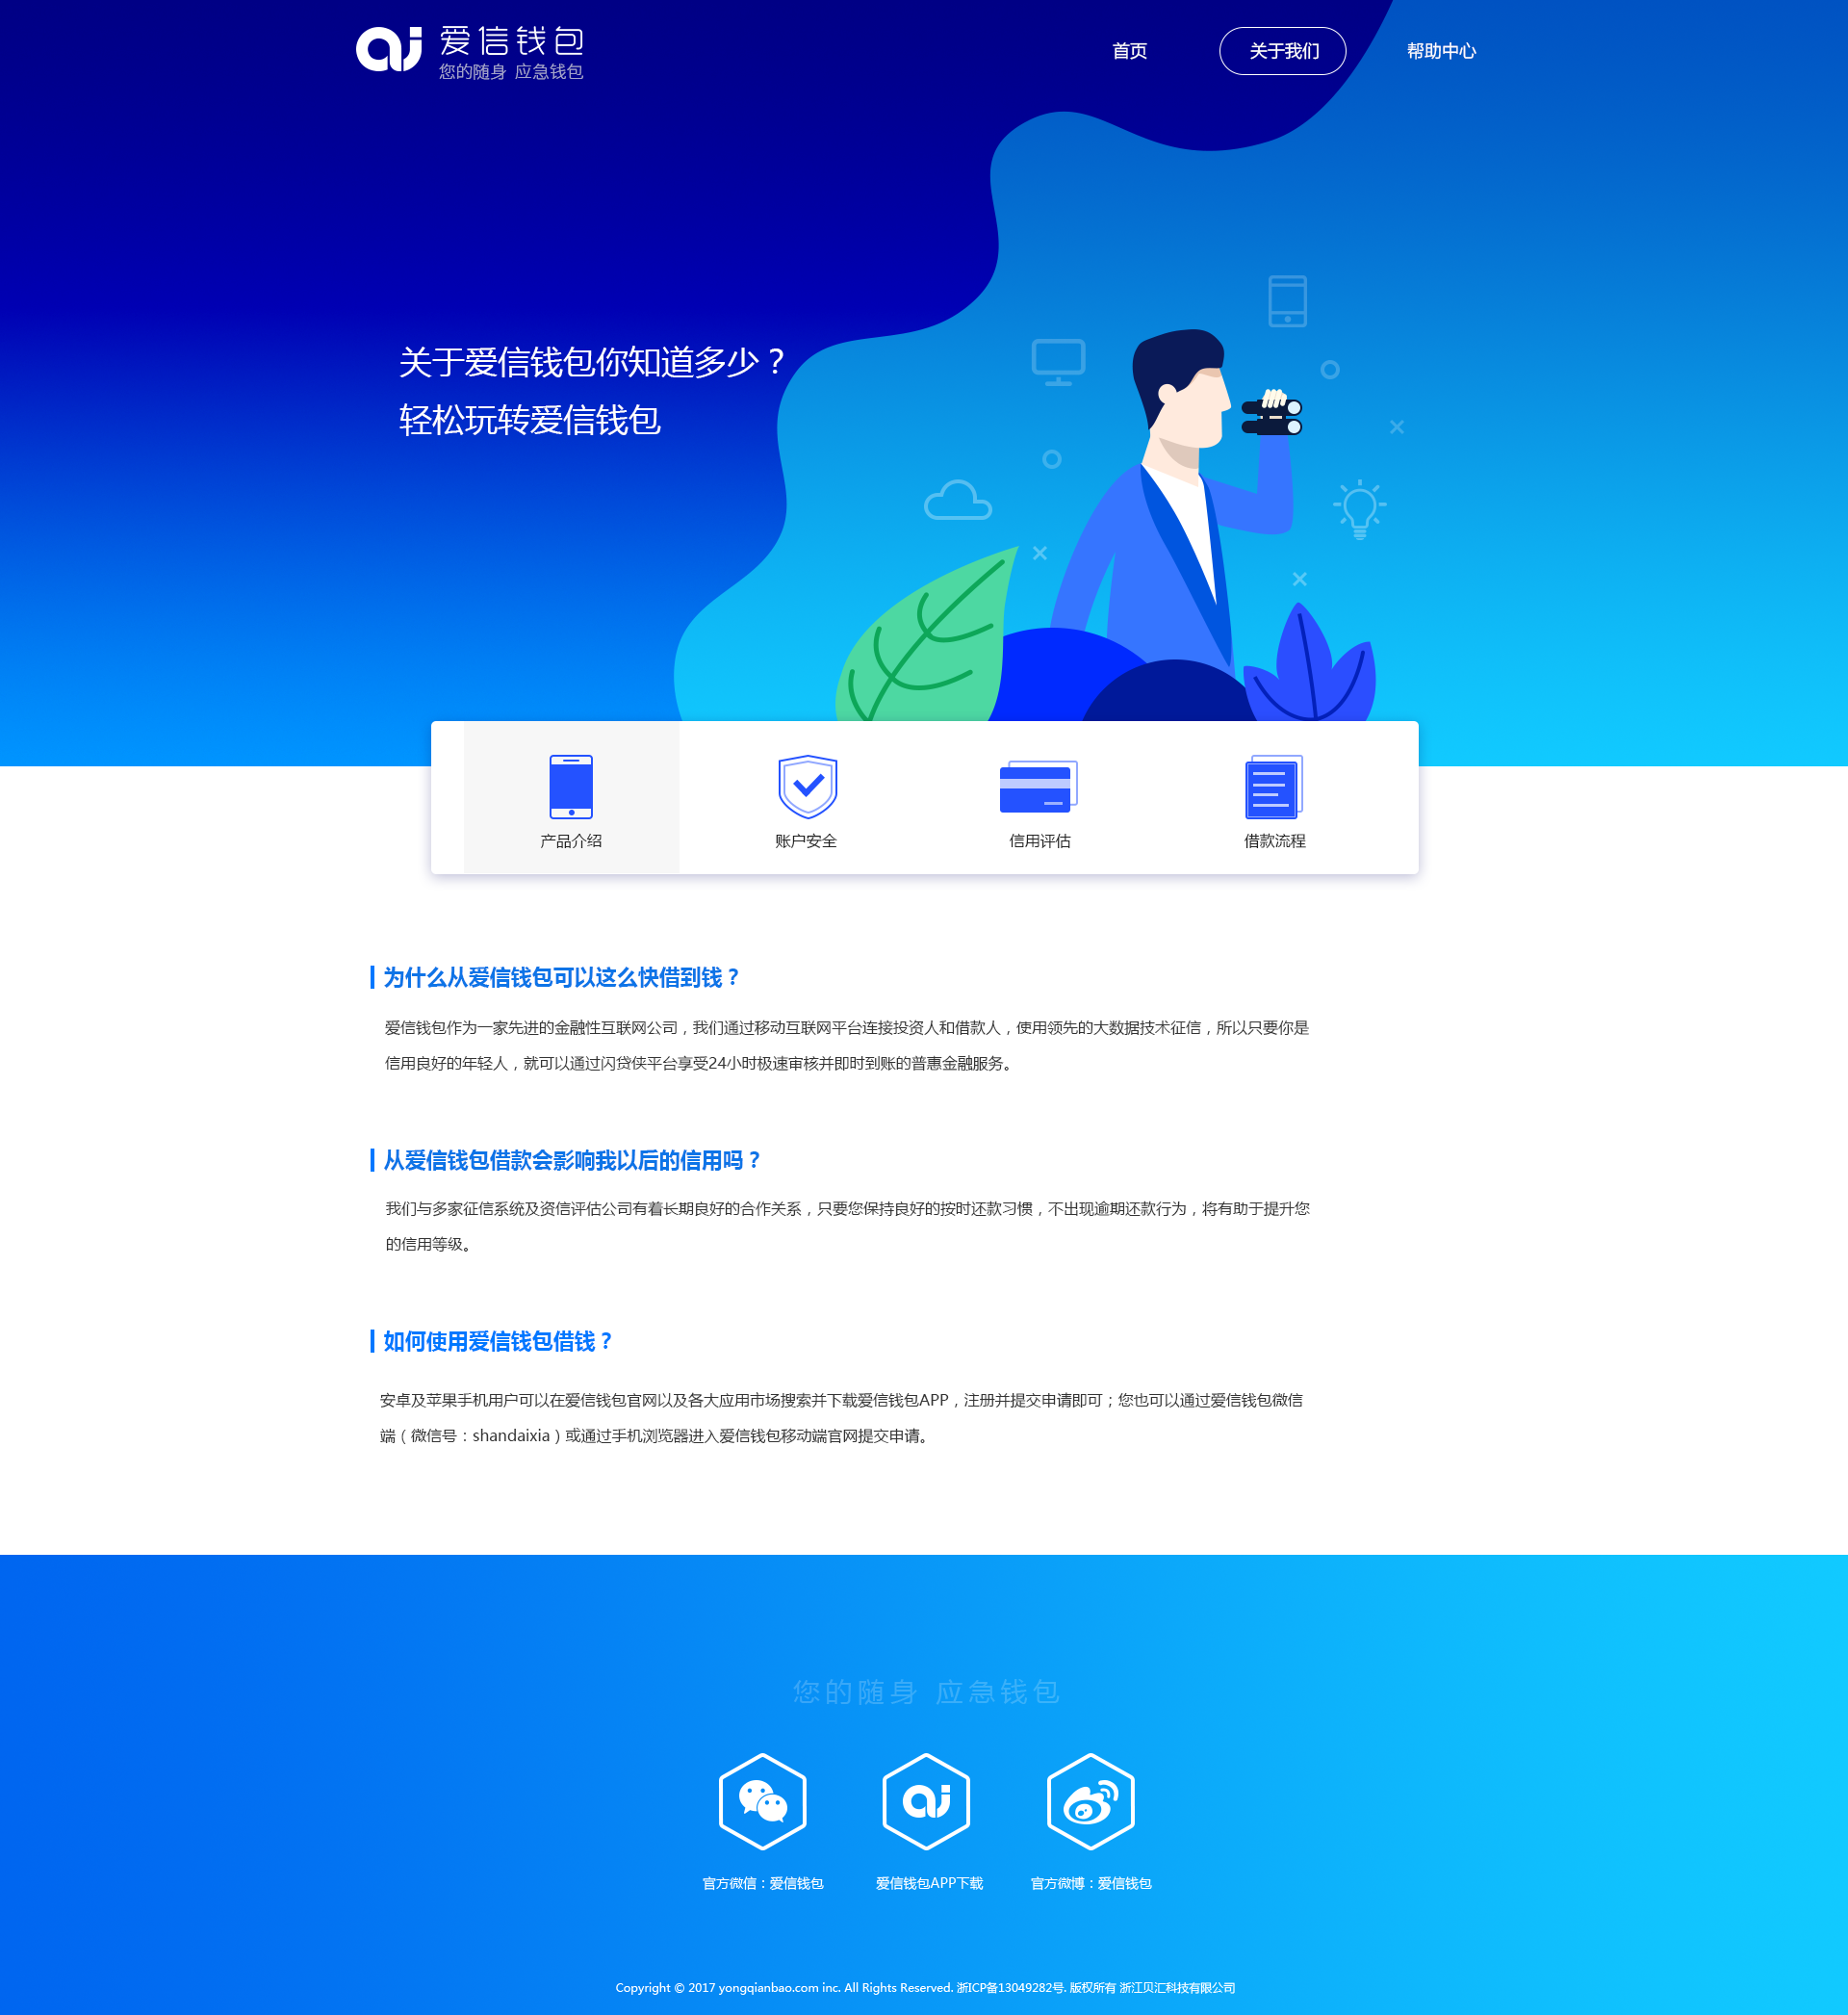 爱信钱包
您的随身 应急钱包
首页
关于我们
帮助中心
关于爱信钱包你知道多少？
轻松玩转爱信钱包
产品介绍
账户安全
信用评估
借款流程
为什么从爱信钱包可以这么快借到钱？
爱信钱包作为一家先进的金融性互联网公司，我们通过移动互联网平台连接投资人和借款人，使用领先的大数据技术征信，所以只要你是
信用良好的年轻人，就可以通过闪贷侠平台享受24小时极速审核并即时到账的普惠金融服务。
从爱信钱包借款会影响我以后的信用吗？
我们与多家征信系统及资信评估公司有着长期良好的合作关系，只要您保持良好的按时还款习惯，不出现逾期还款行为，将有助于提升您
的信用等级。
如何使用爱信钱包借钱？
安卓及苹果手机用户可以在爱信钱包官网以及各大应用市场搜索并下载爱信钱包APP，注册并提交申请即可；您也可以通过爱信钱包微信
端（微信号：shandaixia）或通过手机浏览器进入爱信钱包移动端官网提交申请。
您的随身 应急钱包
官方微信：爱信钱包
爱信钱包APP下载
官方微博：爱信钱包
Copyright © 2017 yongqianbao.com inc. All Rights Reserved. 浙ICP备13049282号. 版权所有 浙江贝汇科技有限公司